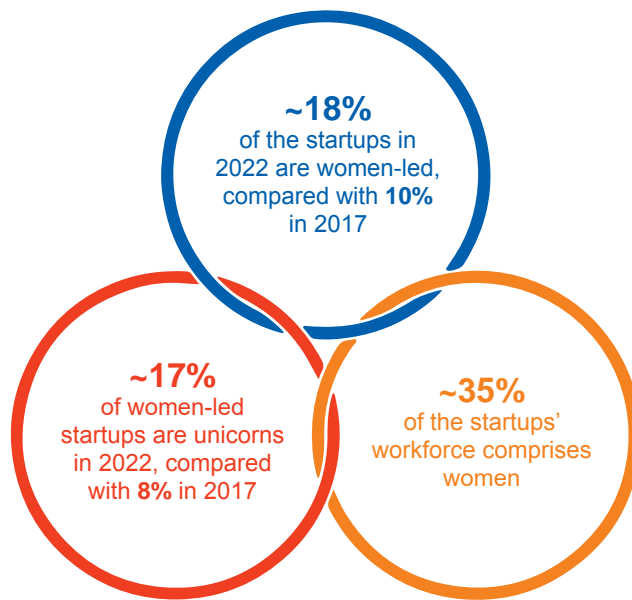 ~18%
of the startups in
2022 are women-led,
compared with 10%
in 2017
~17%
of women-led
startups are unicorns
in 2022, compared
with 8% in 2017
~35%
of the startups’
workforce comprises
women